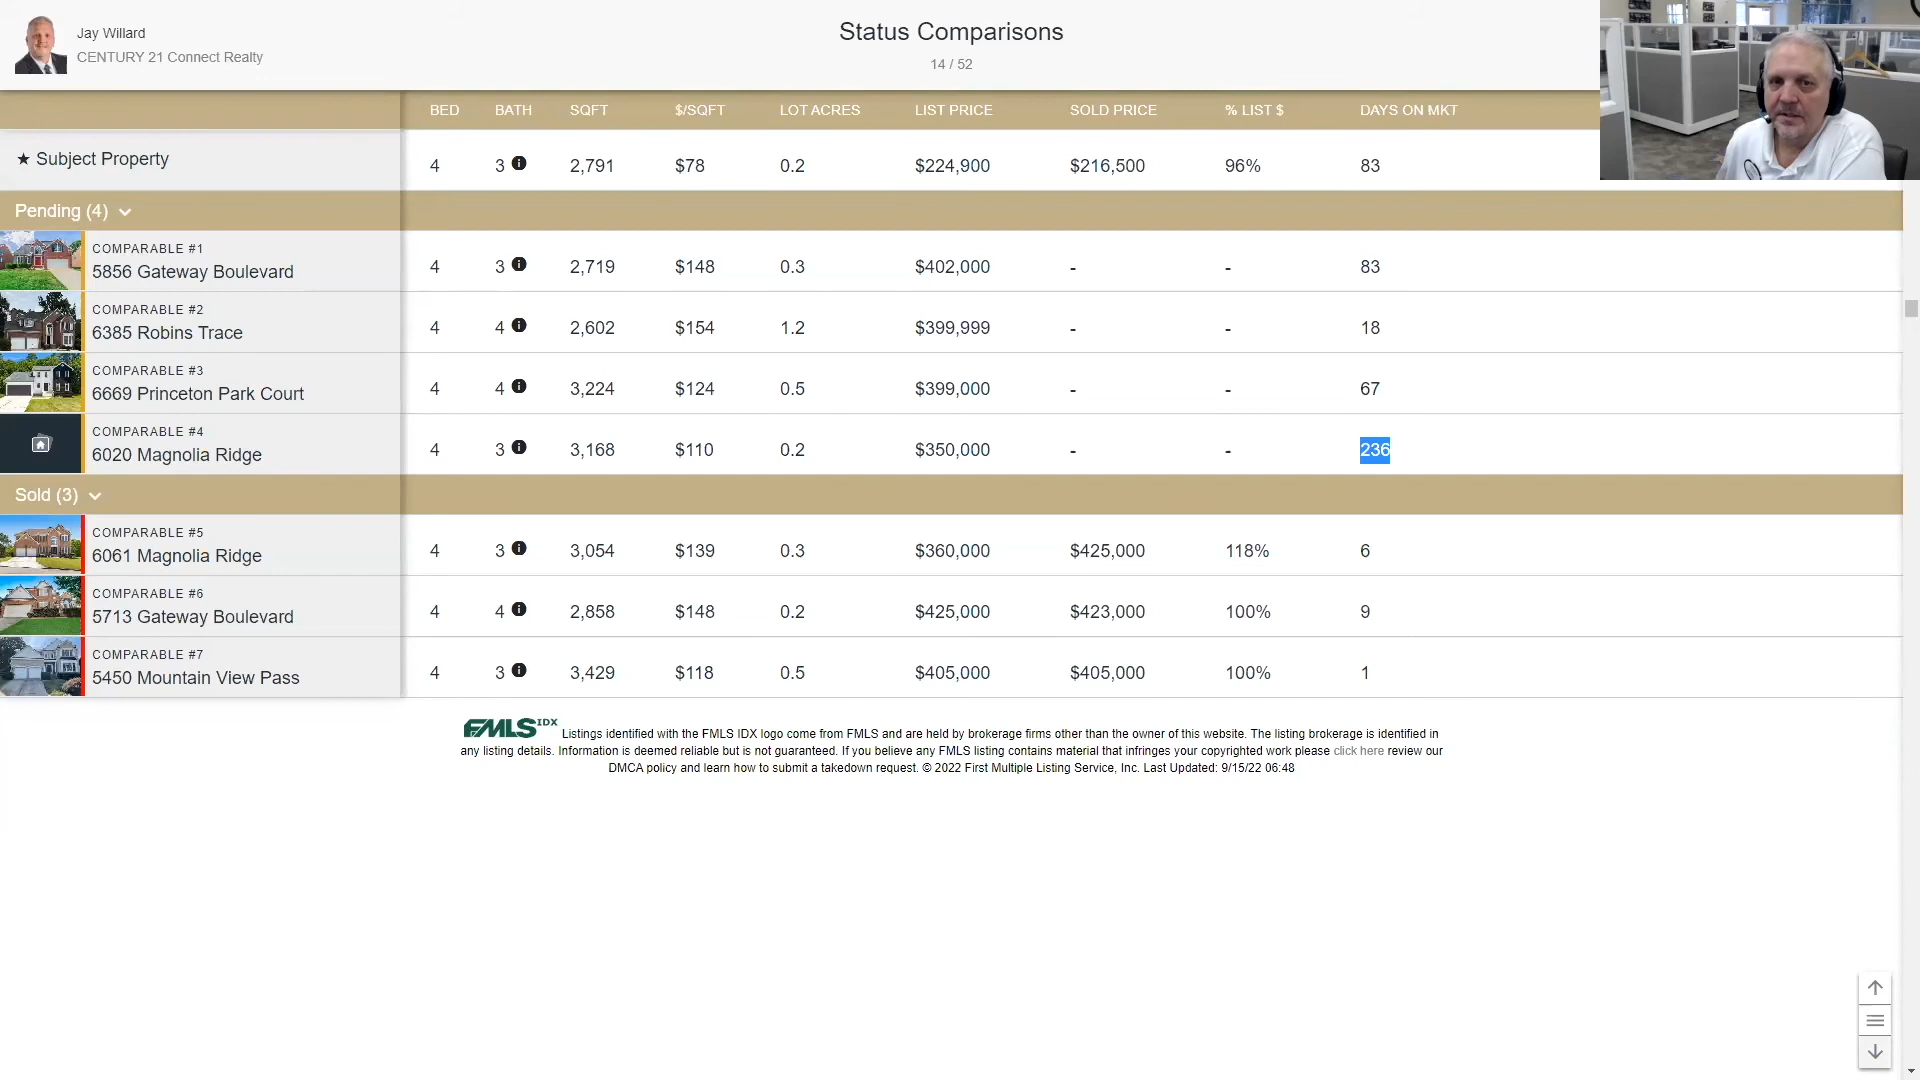 Jay Willard
CENTURY 21 Connect Realty
Status Comparisons
14 / 52
BED BATH SQFT $/SQFT LOT ACRES LIST PRICE SOLD PRICE % LIST $ DAYS ON MKT
★ Subject Property 4 3 2,791 $78 0.2 $224,900 $216,500 96% 83
Pending (4)
COMPARABLE #1
5856 Gateway Boulevard 4 3 2,719 $148 0.3 $402,000 - - 83
COMPARABLE #2
6385 Robins Trace 4 4 2,602 $154 1.2 $399,999 - - 18
COMPARABLE #3
6669 Princeton Park Court 4 4 3,224 $124 0.5 $399,000 - - 67
COMPARABLE #4
6020 Magnolia Ridge 4 3 3,168 $110 0.2 $350,000 - - 236
Sold (3)
COMPARABLE #5
6061 Magnolia Ridge 4 3 3,054 $139 0.3 $360,000 $425,000 118% 6
COMPARABLE #6
5713 Gateway Boulevard 4 4 2,858 $148 0.2 $425,000 $423,000 100% 9
COMPARABLE #7
5450 Mountain View Pass 4 3 3,429 $118 0.5 $405,000 $405,000 100% 1
FMLS IDX Listings identified with the FMLS IDX logo come from FMLS and are held by brokerage firms other than the owner of this website. The listing brokerage is identified in
any listing details. Information is deemed reliable but is not guaranteed. If you believe any FMLS listing contains material that infringes your copyrighted work please click here review our
DMCA policy and learn how to submit a takedown request. © 2022 First Multiple Listing Service, Inc. Last Updated: 9/15/22 06:48